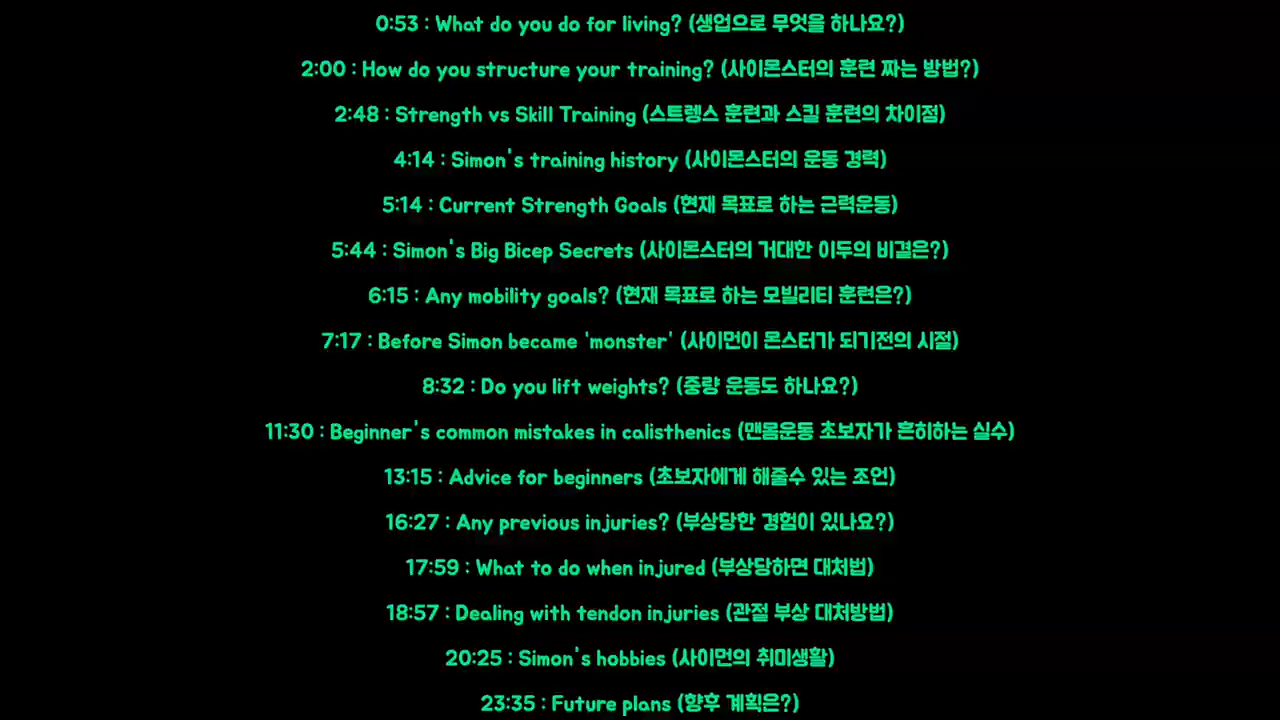 0:53 : What do you do for living? (생업으로 무엇을 하나요?)
2:00 : How do you structure your training? (사이몬스터의 훈련 짜는 방법?)
2:48 : Strength vs Skill Training (스트렝스 훈련과 스킬 훈련의 차이점)
4:14 : Simon's training history (사이몬스터의 운동 경력)
5:14 : Current Strength Goals (현재 목표로 하는 근력운동)
5:44 : Simon's Big Bicep Secrets (사이몬스터의 거대한 이두의 비결은?)
6:15 : Any mobility goals? (현재 목표로 하는 모빌리티 훈련은?)
7:17 : Before Simon became 'monster' (사이먼이 몬스터가 되기전의 시절)
8:32 : Do you lift weights? (중량 운동도 하나요?)
11:30 : Beginner's common mistakes in calisthenics (맨몸운동 초보자가 흔히하는 실수)
13:15 : Advice for beginners (초보자에게 해줄수 있는 조언)
16:27 : Any previous injuries? (부상당한 경험이 있나요?)
17:59 : What to do when injured (부상당하면 대처법)
18:57 : Dealing with tendon injuries (관절 부상 대처방법)
20:25 : Simon's hobbies (사이먼의 취미생활)
23:35 : Future plans (향후 계획은?)